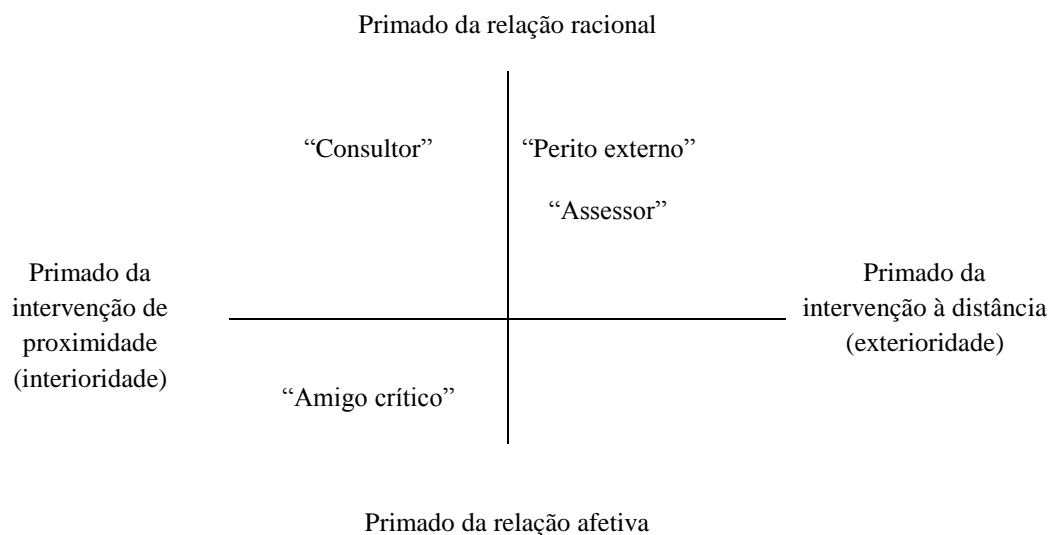 Primado da relação racional
“Consultor”
“Perito externo”
“Assessor”
Primado da
intervenção de
proximidade
(interioridade)
Primado da
intervenção à distância
(exterioridade)
“Amigo crítico”
Primado da relação afetiva